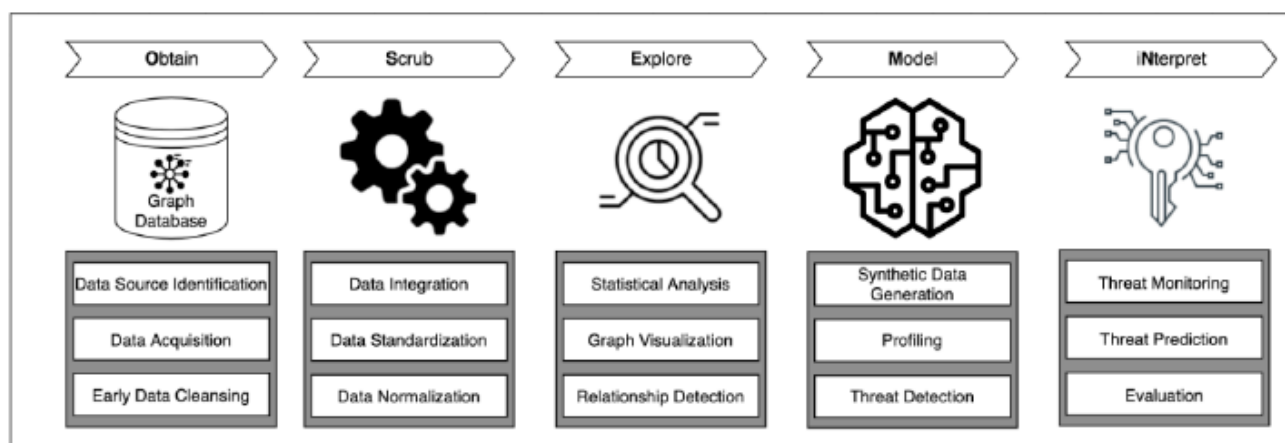 Obtain
Scrub
Explore
Model
iNterpret
Graph
Database
Data Source Identification
Data Acquisition
Early Data Cleansing
Data Integration
Data Standardization
Data Normalization
Statistical Analysis
Graph Visualization
Relationship Detection
Synthetic Data
Generation
Profiling
Threat Detection
Threat Monitoring
Threat Prediction
Evaluation